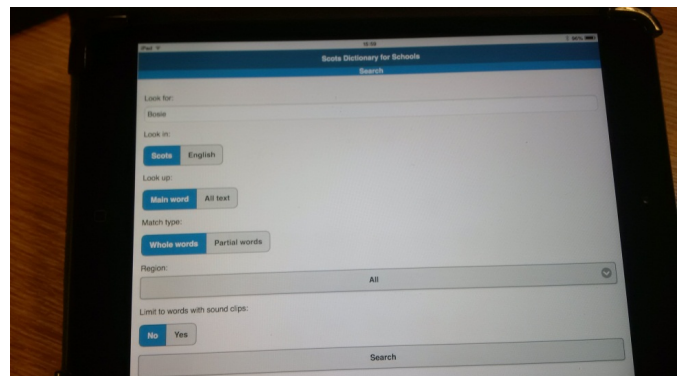 iPad
Scots Dictionary for Schools
Search
Look for:
Bosie
Look in:
Scots English
Look up:
Main word All text
Match type:
Whole words Partial words
Region:
All
Limit to words with sound clips:
No Yes
Search